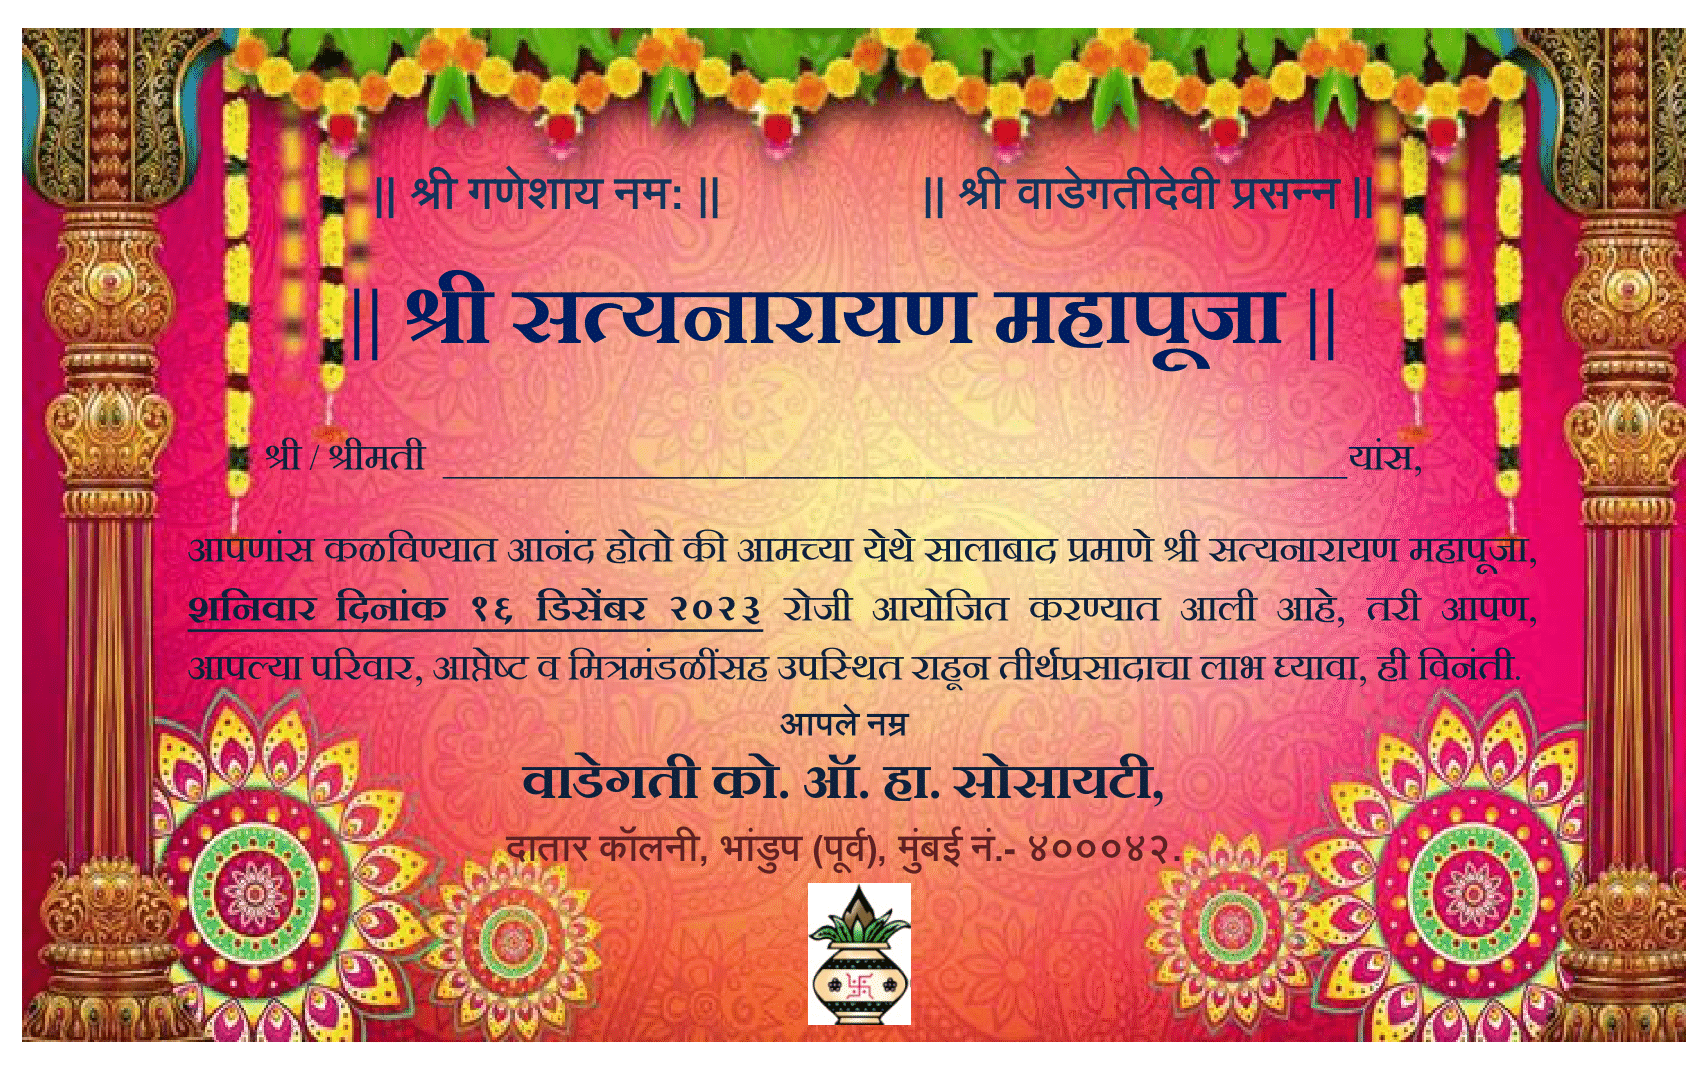 || श्री गणेशाय नम: || || श्री वाडेगतीदेवी प्रसन्न ||
|| श्री सत्यनारायण महापूजा ||
श्री / श्रीमती ______________________________ यांस,
आपणांस कळविण्यात आनंद होतो की आमच्या येथे सालाबाद प्रमाणे श्री सत्यनारायण महापूजा,
शनिवार दिनांक १६ डिसेंबर २०२३ रोजी आयोजित करण्यात आली आहे, तरी आपण,
आपल्या परिवार, आप्तेष्ट व मित्रमंडळींसह उपस्थित राहून तीर्थप्रसादाचा लाभ घ्यावा, ही विनंती.
आपले नम्र
वाडेगती को. ऑ. हा. सोसायटी,
दातार कॉलनी, भांडुप (पूर्व), मुंबई नं.- ४०००४२.